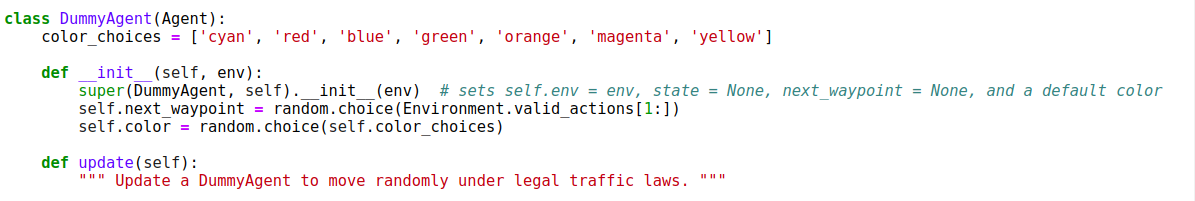 class DummyAgent(Agent):
    color_choices = ['cyan', 'red', 'blue', 'green', 'orange', 'magenta', 'yellow']

    def __init__(self, env):
        super(DummyAgent, self).__init__(env)  # sets self.env = env, state = None, next_waypoint = None, and a default color
        self.next_waypoint = random.choice(Environment.valid_actions[1:])
        self.color = random.choice(self.color_choices)

    def update(self):
        """ Update a DummyAgent to move randomly under legal traffic laws. """